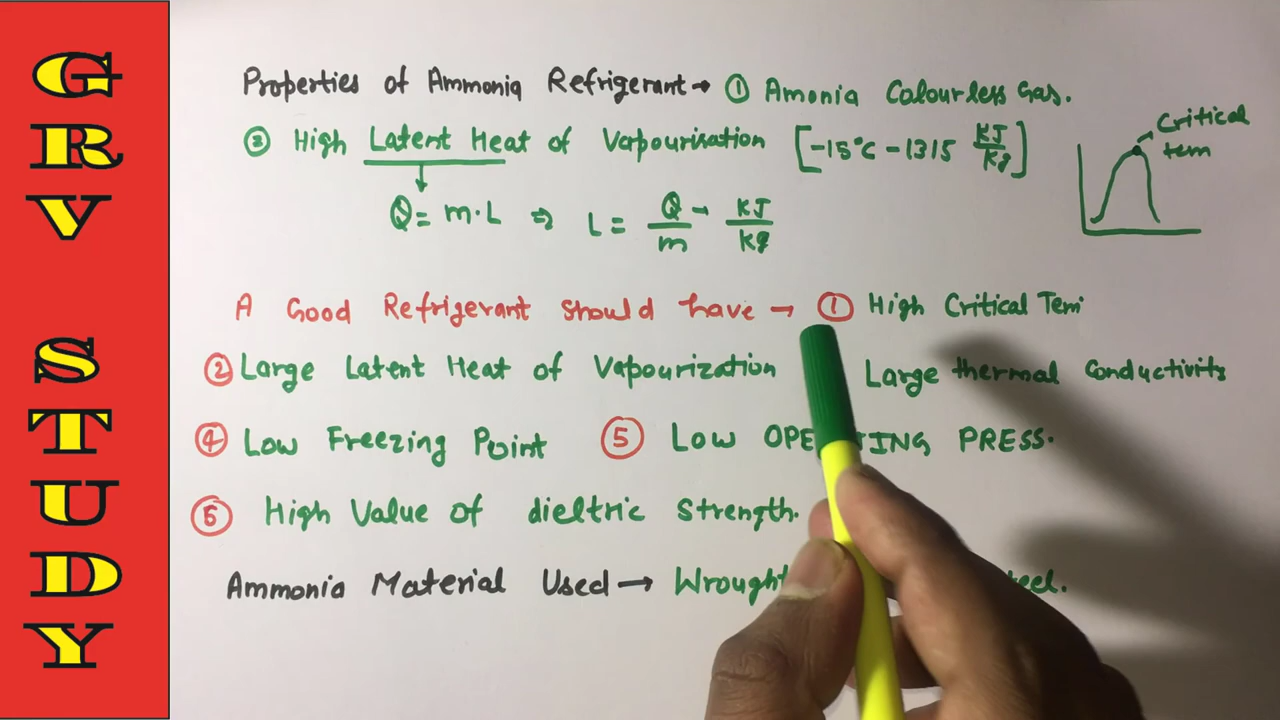 GRV STUDY
Properties of Ammonia Refrigerant → ① Amonia Colourless Gas.
② High Latent Heat of Vapourisation [-15°C - 1315 KJ/Kg]
Critical tem
Q = m·L ⇒ L = Q/m - KJ/kg
A Good Refrigerant should have → ① High Critical Tem
② Large Latent Heat of Vapourization Large thermal Conductivity
④ Low Freezing Point ⑤ Low OPE TING PRESS.
⑤ High Value of dieltric Strength.
Ammonia Material Used → Wrought teel.